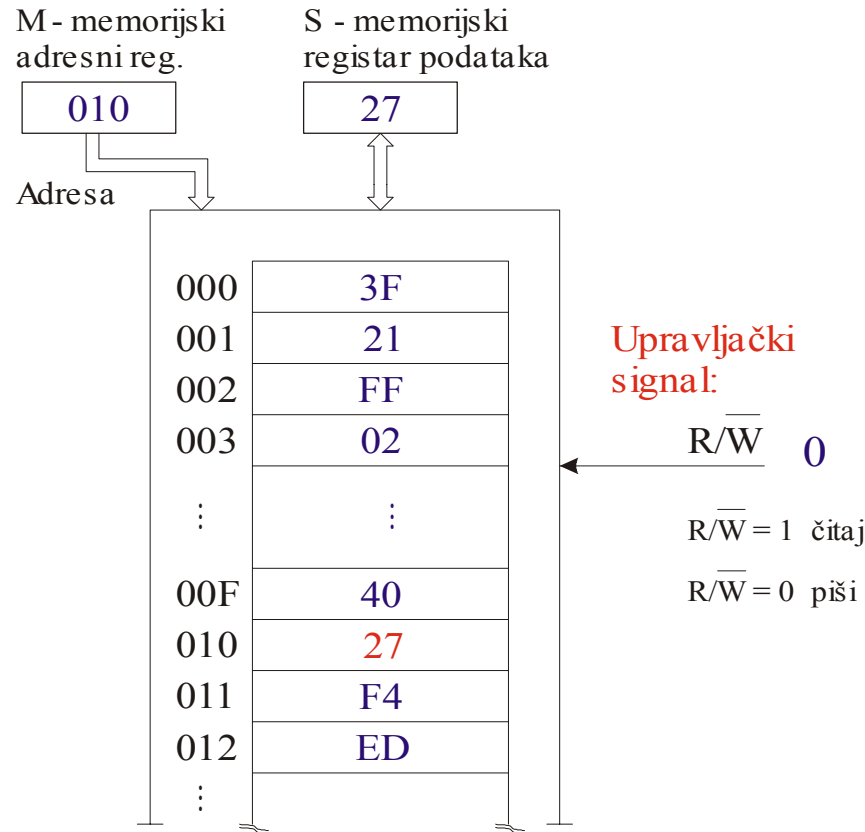 M - memorijski
adresni reg.
S - memorijski
registar podataka
010
27
Adresa
000 3F
001 21
002 FF
003 02
⋮ ⋮
00F 40
010 27
011 F4
012 ED
⋮
Upravljački
signal:
R/W̅ 0
R/W̅ = 1 čitaj
R/W̅ = 0 piši